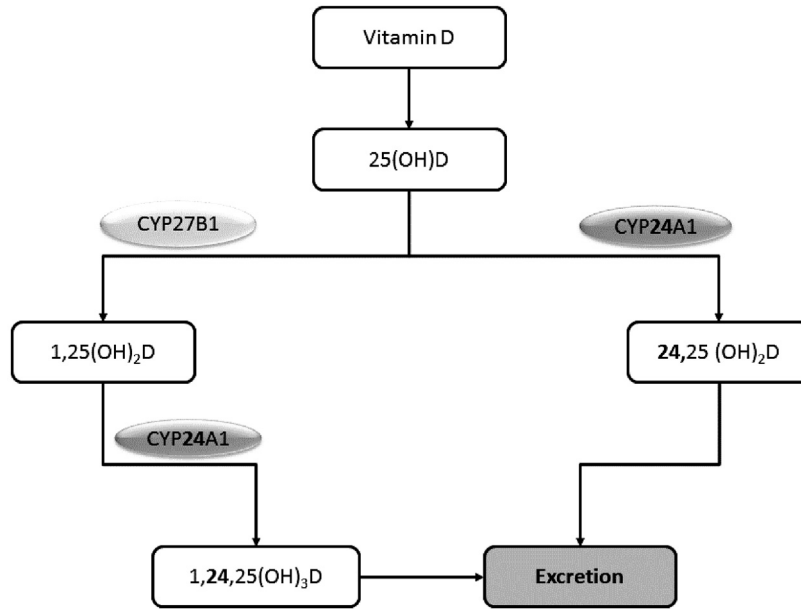 Vitamin D
25(OH)D
CYP27B1
CYP24A1
1,25(OH)₂D
24,25 (OH)₂D
CYP24A1
1,24,25(OH)₃D
Excretion